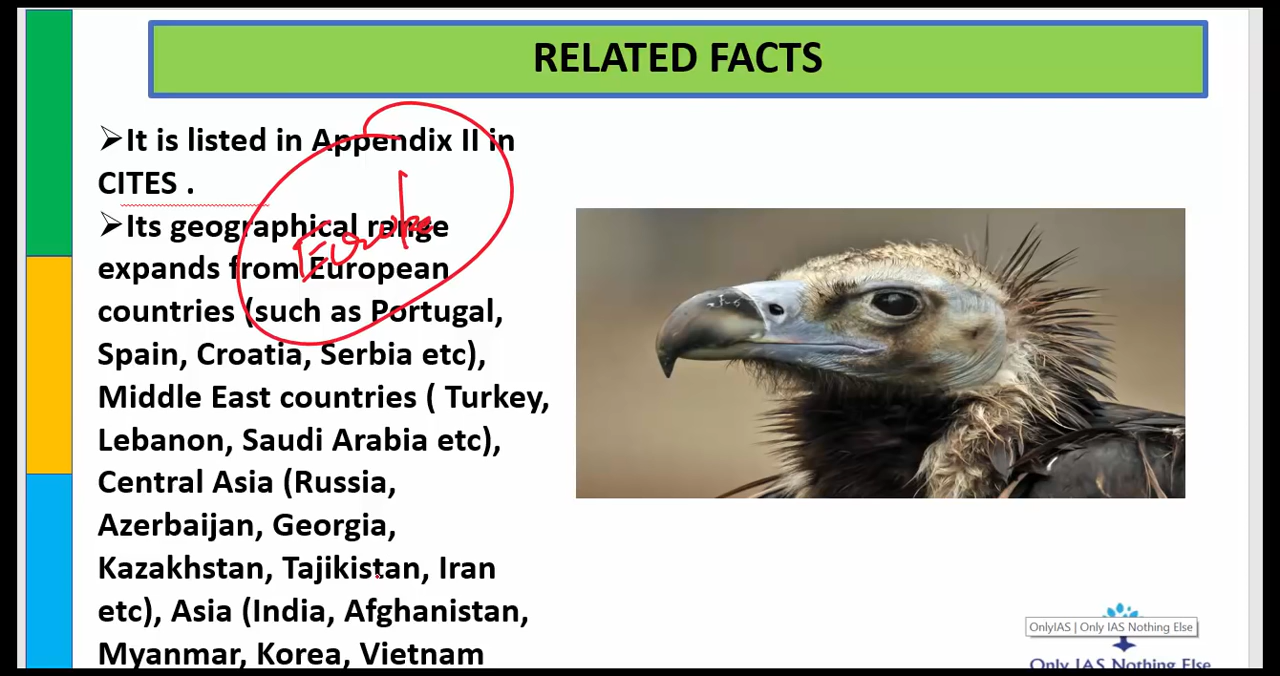 RELATED FACTS
➢It is listed in Appendix II in
CITES .
➢Its geographical range
expands from European
countries (such as Portugal,
Spain, Croatia, Serbia etc),
Middle East countries ( Turkey,
Lebanon, Saudi Arabia etc),
Central Asia (Russia,
Azerbaijan, Georgia,
Kazakhstan, Tajikistan, Iran
etc), Asia (India, Afghanistan,
Myanmar, Korea, Vietnam
Europe
OnlyIAS | Only IAS Nothing Else
Only IAS Nothing Else